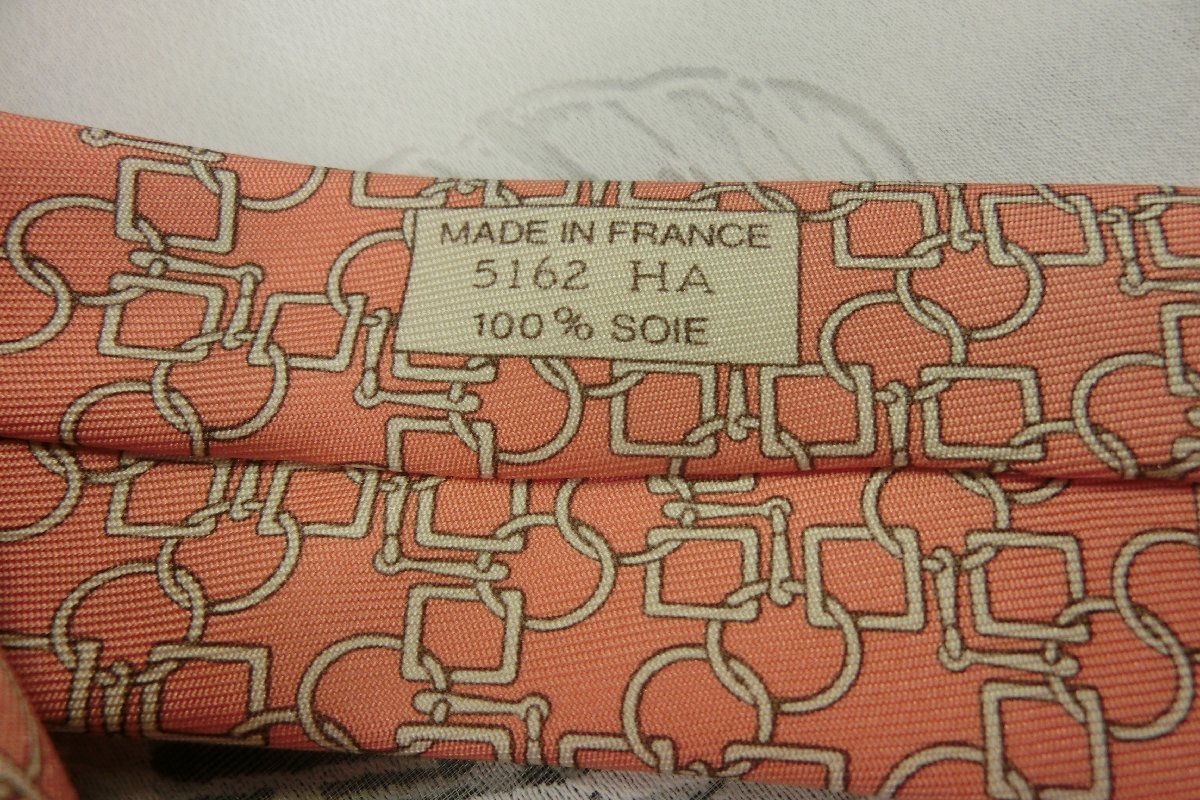 MADE IN FRANCE
5162 HA
100% SOIE